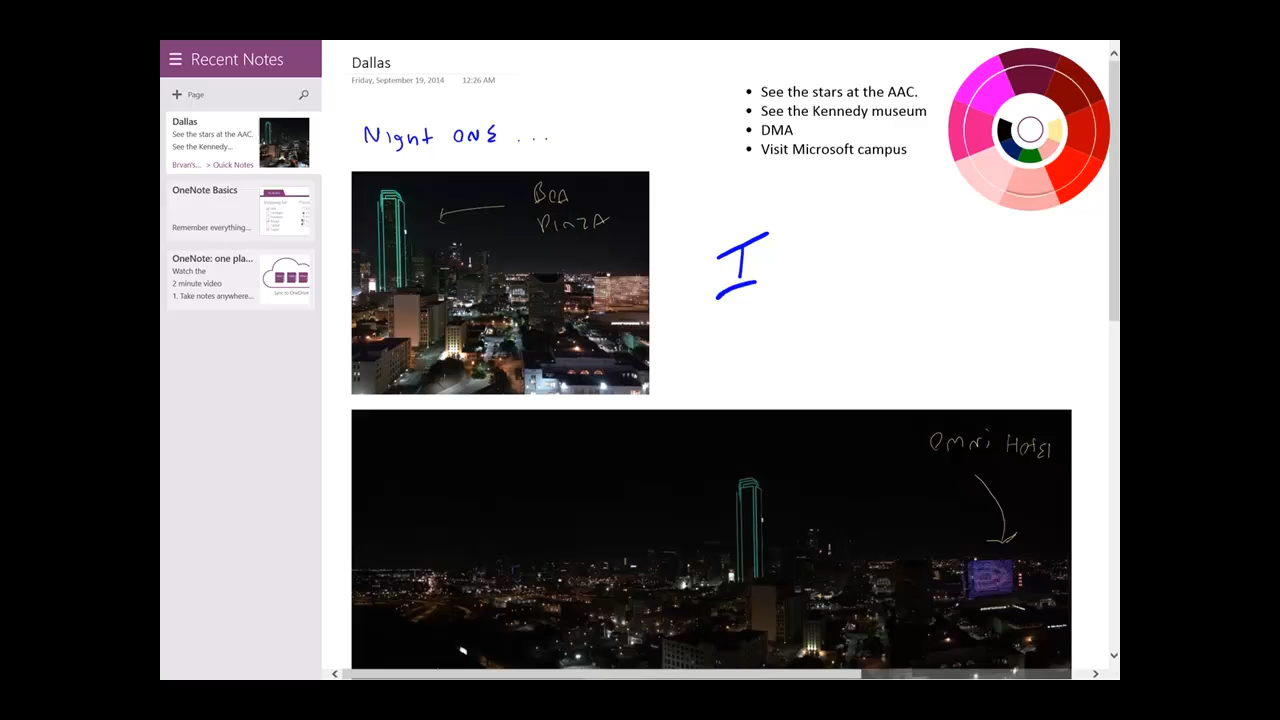 Recent Notes
Page
Dallas
See the stars at the AAC.
See the Kennedy...
Bryan's... > Quick Notes
OneNote Basics
Remember everything...
OneNote: one pla...
Watch the
2 minute video
1. Take notes anywhere...
Dallas
Friday, September 19, 2014 12:26 AM
• See the stars at the AAC.
• See the Kennedy museum
• DMA
• Visit Microsoft campus
Night ONE ...
BOA
PlAzA
I
Omni Hotel